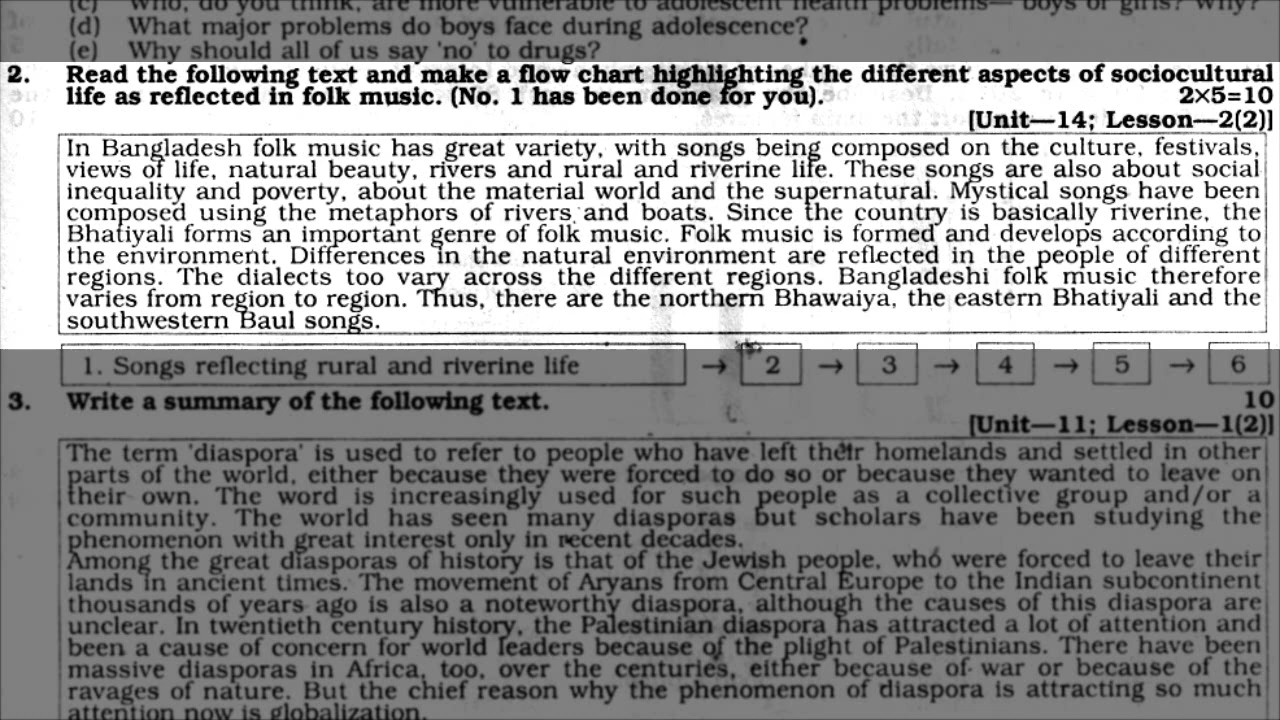 (c) Who, do you think, are more vulnerable to adolescent health problems— boys or girls? Why?
(d) What major problems do boys face during adolescence?
(e) Why should all of us say 'no' to drugs?
2. Read the following text and make a flow chart highlighting the different aspects of sociocultural
life as reflected in folk music. (No. 1 has been done for you). 2×5=10
[Unit—14; Lesson—2(2)]
In Bangladesh folk music has great variety, with songs being composed on the culture, festivals,
views of life, natural beauty, rivers and rural and riverine life. These songs are also about social
inequality and poverty, about the material world and the supernatural. Mystical songs have been
composed using the metaphors of rivers and boats. Since the country is basically riverine, the
Bhatiyali forms an important genre of folk music. Folk music is formed and develops according to
the environment. Differences in the natural environment are reflected in the people of different
regions. The dialects too vary across the different regions. Bangladeshi folk music therefore
varies from region to region. Thus, there are the northern Bhawaiya, the eastern Bhatiyali and the
southwestern Baul songs.
1. Songs reflecting rural and riverine life → 2 → 3 → 4 → 5 → 6
3. Write a summary of the following text. 10
[Unit—11; Lesson—1(2)]
The term 'diaspora' is used to refer to people who have left their homelands and settled in other
parts of the world, either because they were forced to do so or because they wanted to leave on
their own. The word is increasingly used for such people as a collective group and/or a
community. The world has seen many diasporas but scholars have been studying the
phenomenon with great interest only in recent decades.
Among the great diasporas of history is that of the Jewish people, who were forced to leave their
lands in ancient times. The movement of Aryans from Central Europe to the Indian subcontinent
thousands of years ago is also a noteworthy diaspora, although the causes of this diaspora are
unclear. In twentieth century history, the Palestinian diaspora has attracted a lot of attention and
been a cause of concern for world leaders because of the plight of Palestinians. There have been
massive diasporas in Africa, too, over the centuries, either because of war or because of the
ravages of nature. But the chief reason why the phenomenon of diaspora is attracting so much
attention now is globalization.